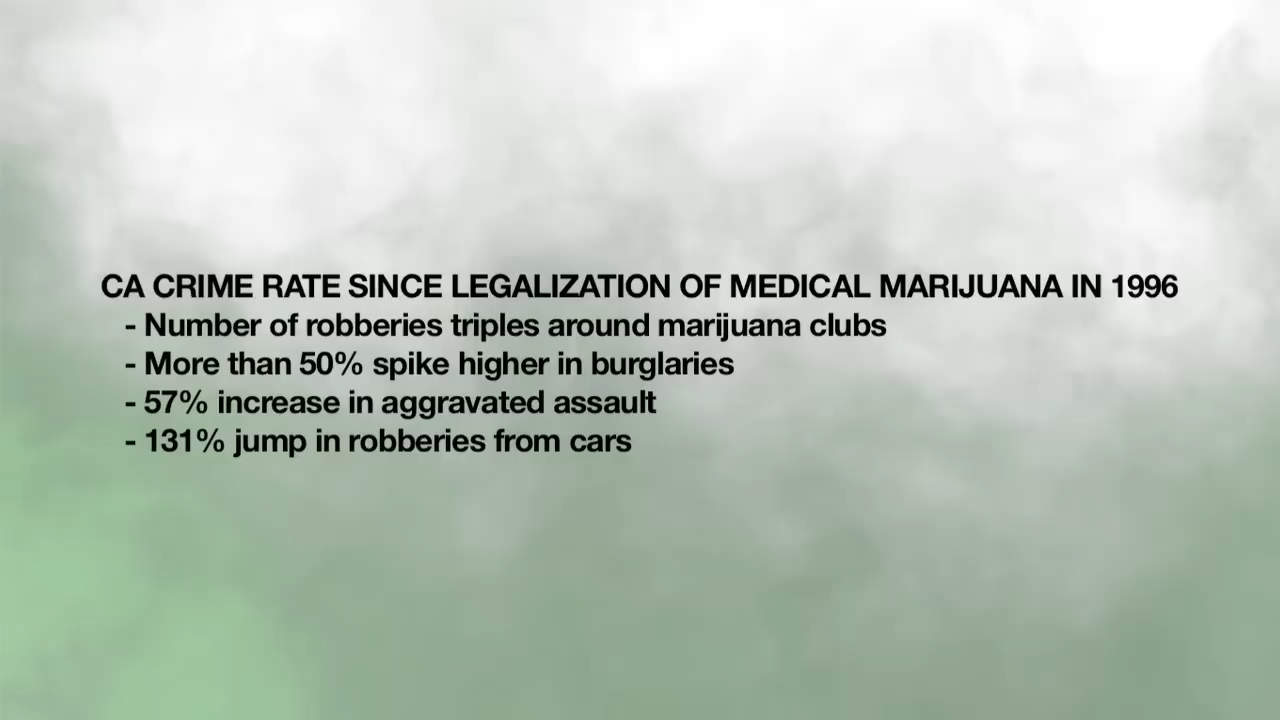 CA CRIME RATE SINCE LEGALIZATION OF MEDICAL MARIJUANA IN 1996
- Number of robberies triples around marijuana clubs
- More than 50% spike higher in burglaries
- 57% increase in aggravated assault
- 131% jump in robberies from cars